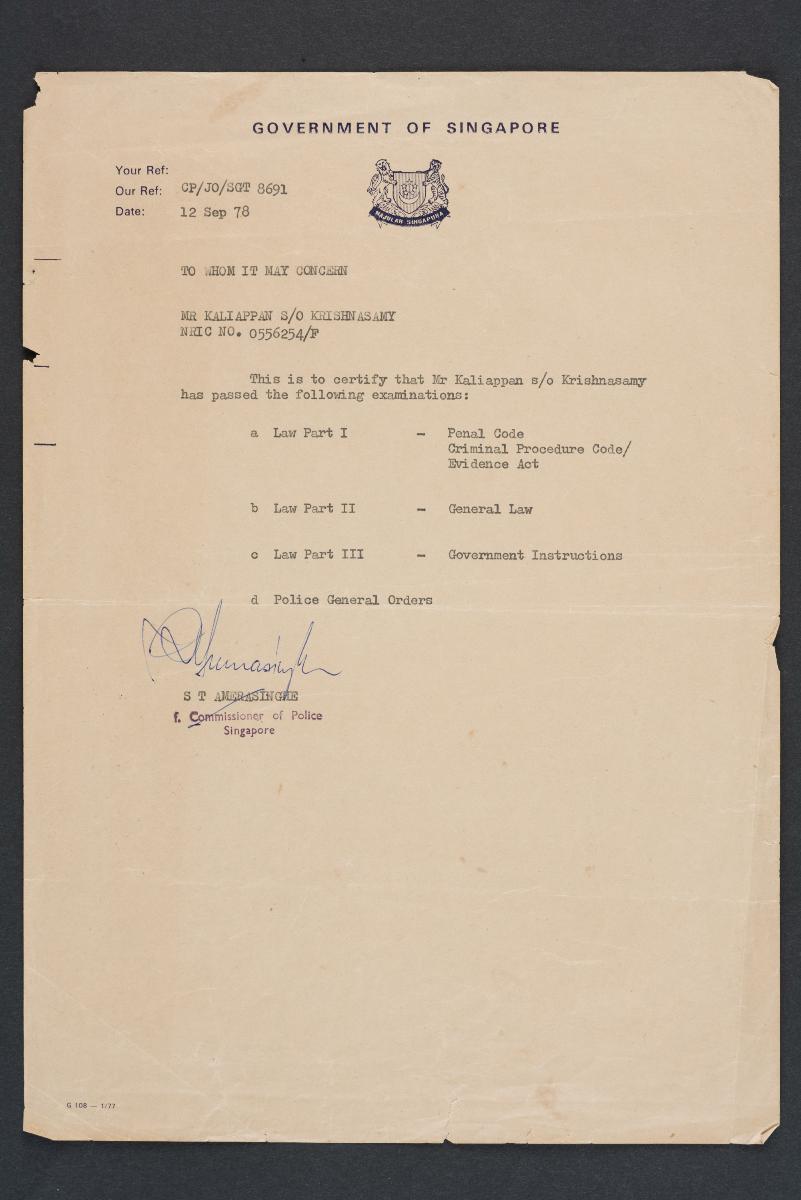 GOVERNMENT OF SINGAPORE
Your Ref:
Our Ref: CP/JO/SGT 8691
Date: 12 Sep 78
MAJULAH SINGAPURA
TO WHOM IT MAY CONCERN
MR KALIAPPAN S/O KRISHNASAMY
NRIC NO. 0556254/F
This is to certify that Mr Kaliappan s/o Krishnasamy
has passed the following examinations:
a Law Part I - Penal Code
Criminal Procedure Code/
Evidence Act
b Law Part II - General Law
c Law Part III - Government Instructions
d Police General Orders
S T AMERASINGHE
f. Commissioner of Police
Singapore
G 108 — 1/77